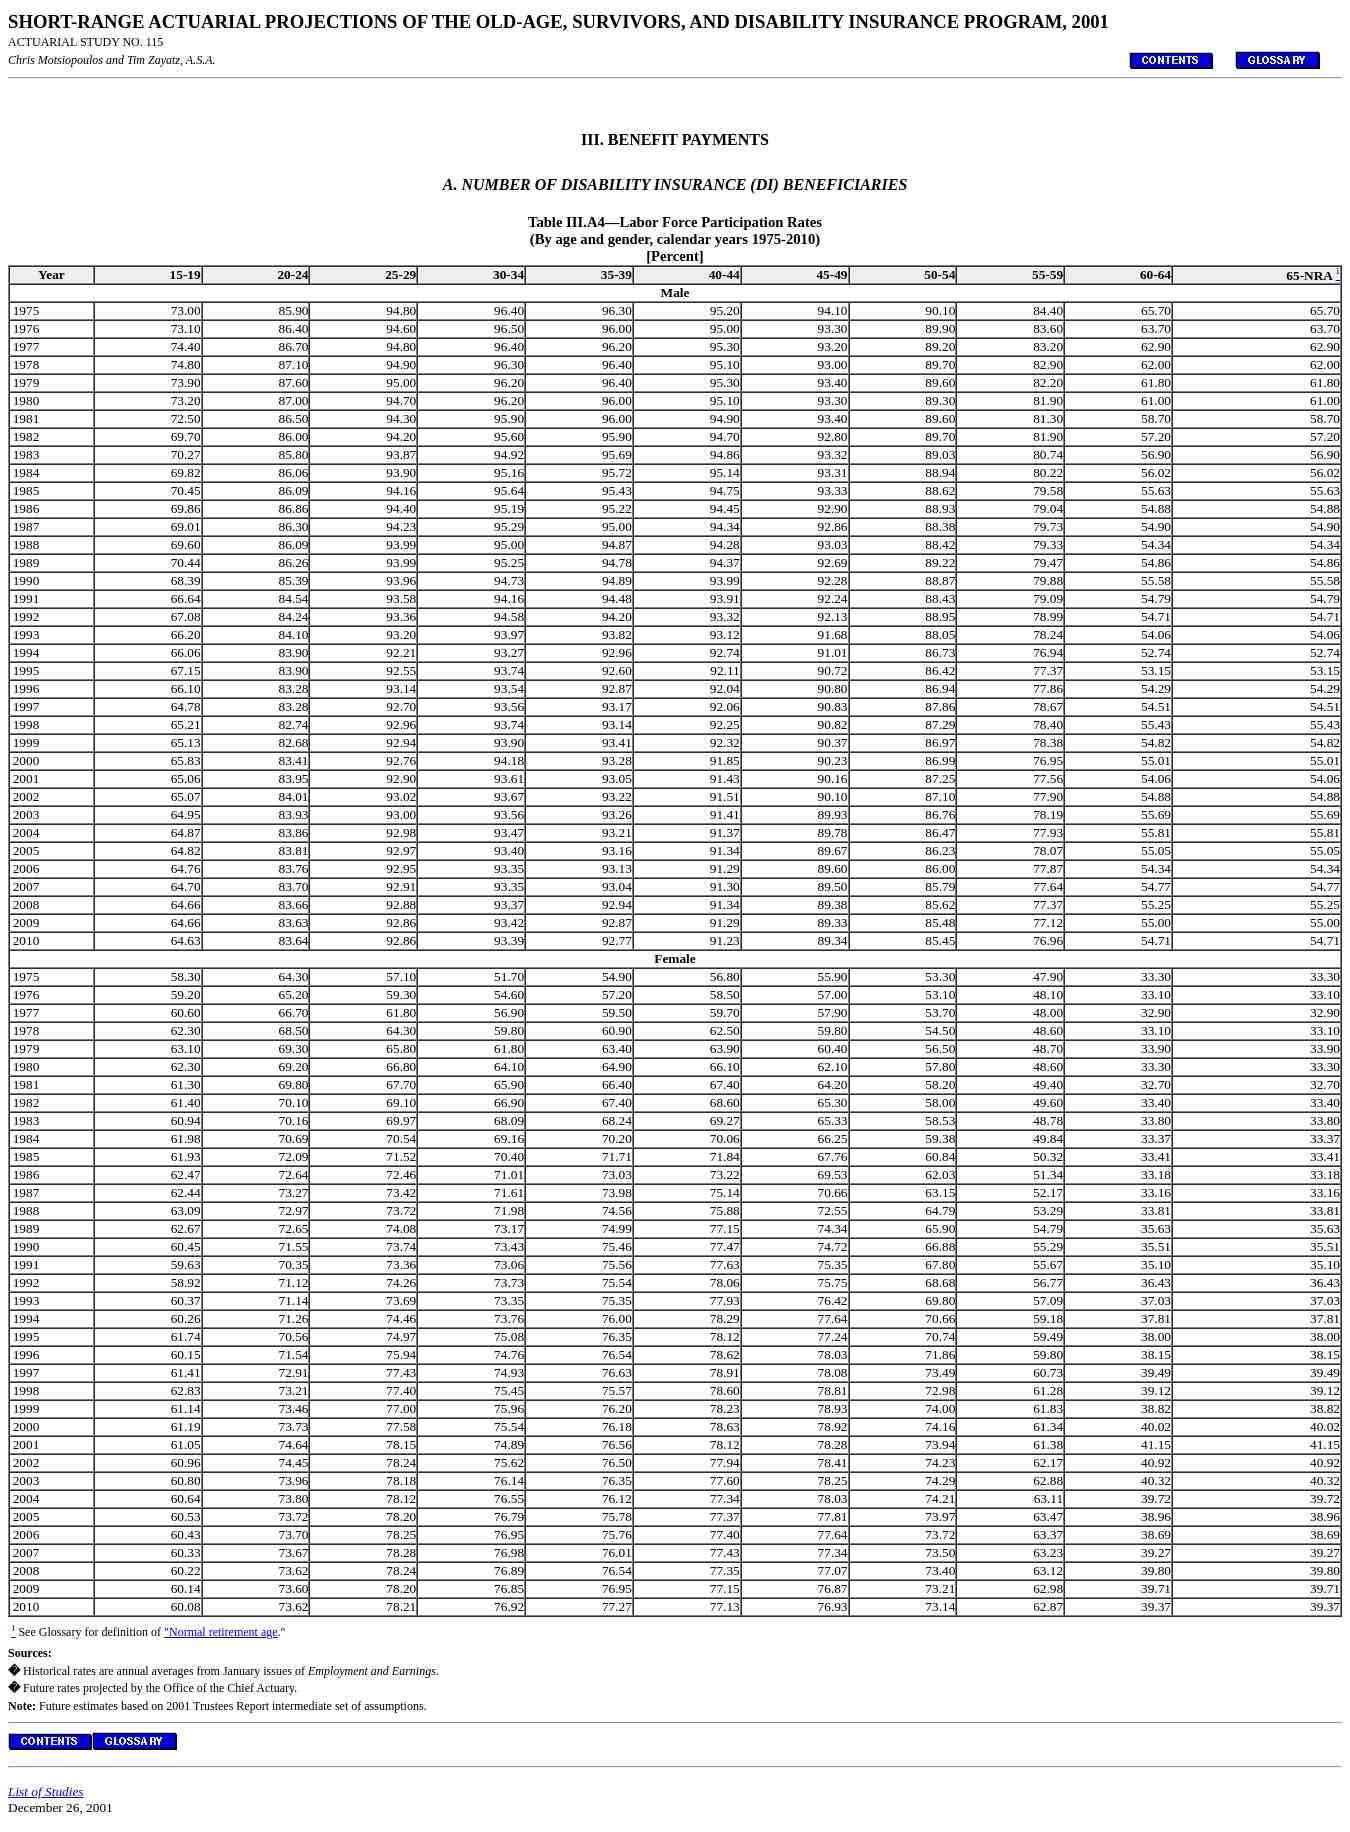 SHORT-RANGE ACTUARIAL PROJECTIONS OF THE OLD-AGE, SURVIVORS, AND DISABILITY INSURANCE PROGRAM, 2001
ACTUARIAL STUDY NO. 115
Chris Motsiopoulos and Tim Zayatz, A.S.A. CONTENTS GLOSSARY
III. BENEFIT PAYMENTS
A. NUMBER OF DISABILITY INSURANCE (DI) BENEFICIARIES
Table III.A4—Labor Force Participation Rates
(By age and gender, calendar years 1975-2010)
[Percent]
Year 15-19 20-24 25-29 30-34 35-39 40-44 45-49 50-54 55-59 60-64 65-NRA 1
Male
1975 73.00 85.90 94.80 96.40 96.30 95.20 94.10 90.10 84.40 65.70 65.70
1976 73.10 86.40 94.60 96.50 96.00 95.00 93.30 89.90 83.60 63.70 63.70
1977 74.40 86.70 94.80 96.40 96.20 95.30 93.20 89.20 83.20 62.90 62.90
1978 74.80 87.10 94.90 96.30 96.40 95.10 93.00 89.70 82.90 62.00 62.00
1979 73.90 87.60 95.00 96.20 96.40 95.30 93.40 89.60 82.20 61.80 61.80
1980 73.20 87.00 94.70 96.20 96.00 95.10 93.30 89.30 81.90 61.00 61.00
1981 72.50 86.50 94.30 95.90 96.00 94.90 93.40 89.60 81.30 58.70 58.70
1982 69.70 86.00 94.20 95.60 95.90 94.70 92.80 89.70 81.90 57.20 57.20
1983 70.27 85.80 93.87 94.92 95.69 94.86 93.32 89.03 80.74 56.90 56.90
1984 69.82 86.06 93.90 95.16 95.72 95.14 93.31 88.94 80.22 56.02 56.02
1985 70.45 86.09 94.16 95.64 95.43 94.75 93.33 88.62 79.58 55.63 55.63
1986 69.86 86.86 94.40 95.19 95.22 94.45 92.90 88.93 79.04 54.88 54.88
1987 69.01 86.30 94.23 95.29 95.00 94.34 92.86 88.38 79.73 54.90 54.90
1988 69.60 86.09 93.99 95.00 94.87 94.28 93.03 88.42 79.33 54.34 54.34
1989 70.44 86.26 93.99 95.25 94.78 94.37 92.69 89.22 79.47 54.86 54.86
1990 68.39 85.39 93.96 94.73 94.89 93.99 92.28 88.87 79.88 55.58 55.58
1991 66.64 84.54 93.58 94.16 94.48 93.91 92.24 88.43 79.09 54.79 54.79
1992 67.08 84.24 93.36 94.58 94.20 93.32 92.13 88.95 78.99 54.71 54.71
1993 66.20 84.10 93.20 93.97 93.82 93.12 91.68 88.05 78.24 54.06 54.06
1994 66.06 83.90 92.21 93.27 92.96 92.74 91.01 86.73 76.94 52.74 52.74
1995 67.15 83.90 92.55 93.74 92.60 92.11 90.72 86.42 77.37 53.15 53.15
1996 66.10 83.28 93.14 93.54 92.87 92.04 90.80 86.94 77.86 54.29 54.29
1997 64.78 83.28 92.70 93.56 93.17 92.06 90.83 87.86 78.67 54.51 54.51
1998 65.21 82.74 92.96 93.74 93.14 92.25 90.82 87.29 78.40 55.43 55.43
1999 65.13 82.68 92.94 93.90 93.41 92.32 90.37 86.97 78.38 54.82 54.82
2000 65.83 83.41 92.76 94.18 93.28 91.85 90.23 86.99 76.95 55.01 55.01
2001 65.06 83.95 92.90 93.61 93.05 91.43 90.16 87.25 77.56 54.06 54.06
2002 65.07 84.01 93.02 93.67 93.22 91.51 90.10 87.10 77.90 54.88 54.88
2003 64.95 83.93 93.00 93.56 93.26 91.41 89.93 86.76 78.19 55.69 55.69
2004 64.87 83.86 92.98 93.47 93.21 91.37 89.78 86.47 77.93 55.81 55.81
2005 64.82 83.81 92.97 93.40 93.16 91.34 89.67 86.23 78.07 55.05 55.05
2006 64.76 83.76 92.95 93.35 93.13 91.29 89.60 86.00 77.87 54.34 54.34
2007 64.70 83.70 92.91 93.35 93.04 91.30 89.50 85.79 77.64 54.77 54.77
2008 64.66 83.66 92.88 93.37 92.94 91.34 89.38 85.62 77.37 55.25 55.25
2009 64.66 83.63 92.86 93.42 92.87 91.29 89.33 85.48 77.12 55.00 55.00
2010 64.63 83.64 92.86 93.39 92.77 91.23 89.34 85.45 76.96 54.71 54.71
Female
1975 58.30 64.30 57.10 51.70 54.90 56.80 55.90 53.30 47.90 33.30 33.30
1976 59.20 65.20 59.30 54.60 57.20 58.50 57.00 53.10 48.10 33.10 33.10
1977 60.60 66.70 61.80 56.90 59.50 59.70 57.90 53.70 48.00 32.90 32.90
1978 62.30 68.50 64.30 59.80 60.90 62.50 59.80 54.50 48.60 33.10 33.10
1979 63.10 69.30 65.80 61.80 63.40 63.90 60.40 56.50 48.70 33.90 33.90
1980 62.30 69.20 66.80 64.10 64.90 66.10 62.10 57.80 48.60 33.30 33.30
1981 61.30 69.80 67.70 65.90 66.40 67.40 64.20 58.20 49.40 32.70 32.70
1982 61.40 70.10 69.10 66.90 67.40 68.60 65.30 58.00 49.60 33.40 33.40
1983 60.94 70.16 69.97 68.09 68.24 69.27 65.33 58.53 48.78 33.80 33.80
1984 61.98 70.69 70.54 69.16 70.20 70.06 66.25 59.38 49.84 33.37 33.37
1985 61.93 72.09 71.52 70.40 71.71 71.84 67.76 60.84 50.32 33.41 33.41
1986 62.47 72.64 72.46 71.01 73.03 73.22 69.53 62.03 51.34 33.18 33.18
1987 62.44 73.27 73.42 71.61 73.98 75.14 70.66 63.15 52.17 33.16 33.16
1988 63.09 72.97 73.72 71.98 74.56 75.88 72.55 64.79 53.29 33.81 33.81
1989 62.67 72.65 74.08 73.17 74.99 77.15 74.34 65.90 54.79 35.63 35.63
1990 60.45 71.55 73.74 73.43 75.46 77.47 74.72 66.88 55.29 35.51 35.51
1991 59.63 70.35 73.36 73.06 75.56 77.63 75.35 67.80 55.67 35.10 35.10
1992 58.92 71.12 74.26 73.73 75.54 78.06 75.75 68.68 56.77 36.43 36.43
1993 60.37 71.14 73.69 73.35 75.35 77.93 76.42 69.80 57.09 37.03 37.03
1994 60.26 71.26 74.46 73.76 76.00 78.29 77.64 70.66 59.18 37.81 37.81
1995 61.74 70.56 74.97 75.08 76.35 78.12 77.24 70.74 59.49 38.00 38.00
1996 60.15 71.54 75.94 74.76 76.54 78.62 78.03 71.86 59.80 38.15 38.15
1997 61.41 72.91 77.43 74.93 76.63 78.91 78.08 73.49 60.73 39.49 39.49
1998 62.83 73.21 77.40 75.45 75.57 78.60 78.81 72.98 61.28 39.12 39.12
1999 61.14 73.46 77.00 75.96 76.20 78.23 78.93 74.00 61.83 38.82 38.82
2000 61.19 73.73 77.58 75.54 76.18 78.63 78.92 74.16 61.34 40.02 40.02
2001 61.05 74.64 78.15 74.89 76.56 78.12 78.28 73.94 61.38 41.15 41.15
2002 60.96 74.45 78.24 75.62 76.50 77.94 78.41 74.23 62.17 40.92 40.92
2003 60.80 73.96 78.18 76.14 76.35 77.60 78.25 74.29 62.88 40.32 40.32
2004 60.64 73.80 78.12 76.55 76.12 77.34 78.03 74.21 63.11 39.72 39.72
2005 60.53 73.72 78.20 76.79 75.78 77.37 77.81 73.97 63.47 38.96 38.96
2006 60.43 73.70 78.25 76.95 75.76 77.40 77.64 73.72 63.37 38.69 38.69
2007 60.33 73.67 78.28 76.98 76.01 77.43 77.34 73.50 63.23 39.27 39.27
2008 60.22 73.62 78.24 76.89 76.54 77.35 77.07 73.40 63.12 39.80 39.80
2009 60.14 73.60 78.20 76.85 76.95 77.15 76.87 73.21 62.98 39.71 39.71
2010 60.08 73.62 78.21 76.92 77.27 77.13 76.93 73.14 62.87 39.37 39.37
1 See Glossary for definition of "Normal retirement age."
Sources:
� Historical rates are annual averages from January issues of Employment and Earnings.
� Future rates projected by the Office of the Chief Actuary.
Note: Future estimates based on 2001 Trustees Report intermediate set of assumptions.
CONTENTS GLOSSARY
List of Studies
December 26, 2001